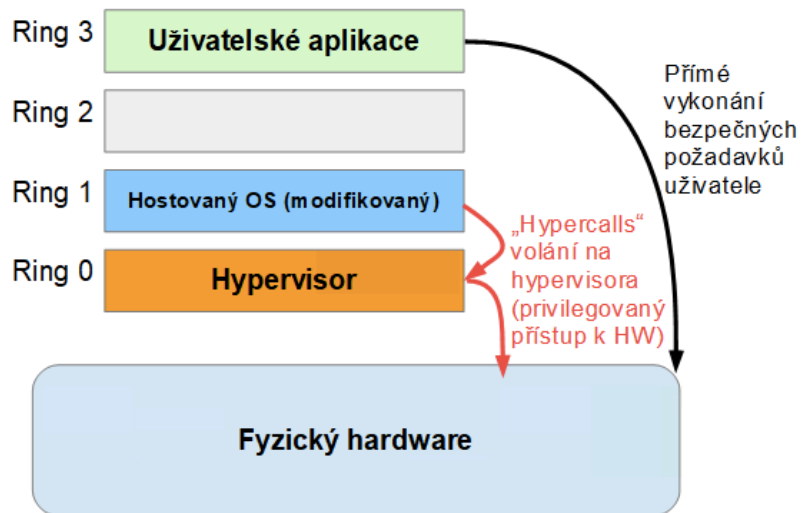 Ring 3
Uživatelské aplikace
Přímé
vykonání
bezpečných
požadavků
uživatele
Ring 2
Ring 1
Hostovaný OS (modifikovaný)
„Hypercalls“
volání na
hypervisora
(privilegovaný
přístup k HW)
Ring 0
Hypervisor
Fyzický hardware